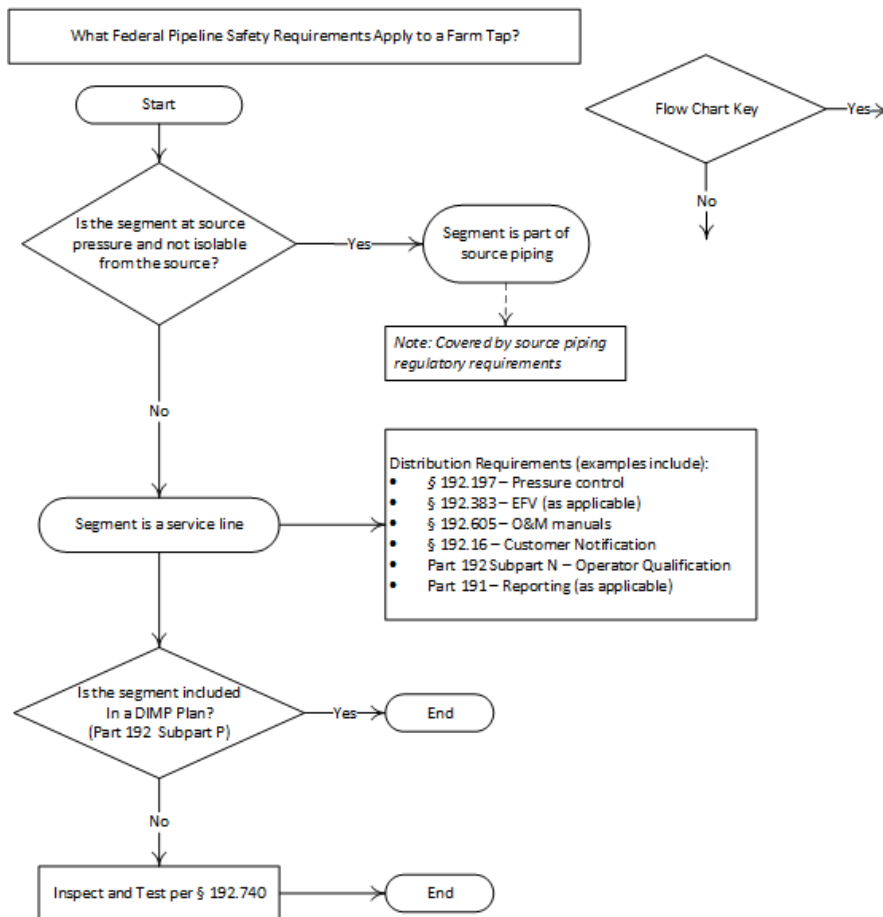 What Federal Pipeline Safety Requirements Apply to a Farm Tap?
Start
Flow Chart Key
Yes
No
Is the segment at source
pressure and not isolable
from the source?
Yes
Segment is part of
source piping
Note: Covered by source piping
regulatory requirements
No
Segment is a service line
Distribution Requirements (examples include):
• § 192.197 – Pressure control
• § 192.383 – EFV (as applicable)
• § 192.605 – O&M manuals
• § 192.16 – Customer Notification
• Part 192 Subpart N – Operator Qualification
• Part 191 – Reporting (as applicable)
Is the segment included
In a DIMP Plan?
(Part 192 Subpart P)
Yes
End
No
Inspect and Test per § 192.740
End